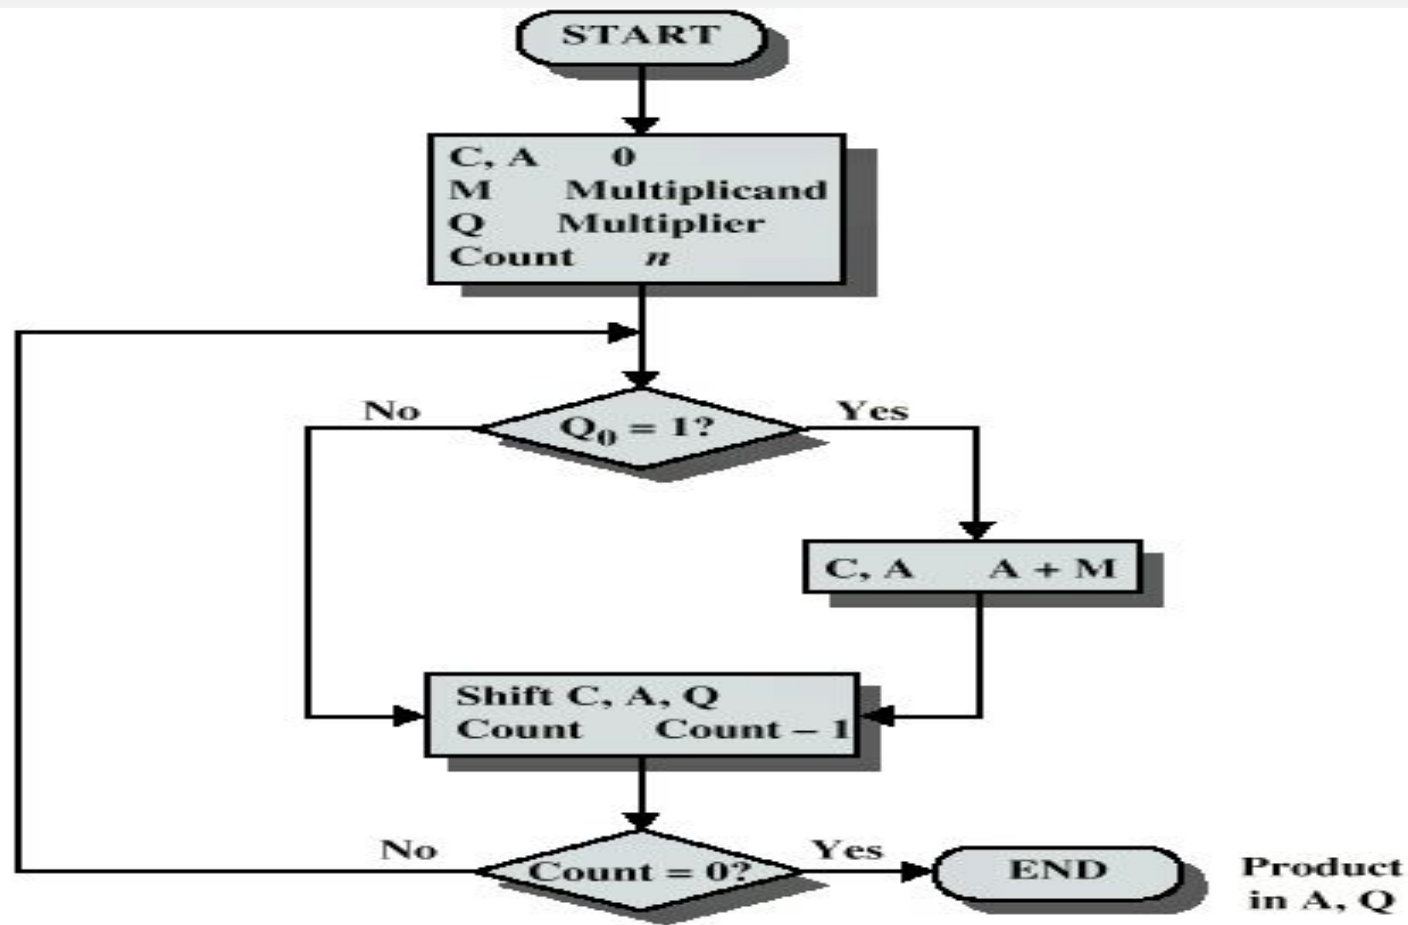 START
C, A 0
M Multiplicand
Q Multiplier
Count n
No
Q0 = 1?
Yes
C, A A + M
Shift C, A, Q
Count Count – 1
No
Count = 0?
Yes
END
Product
in A, Q